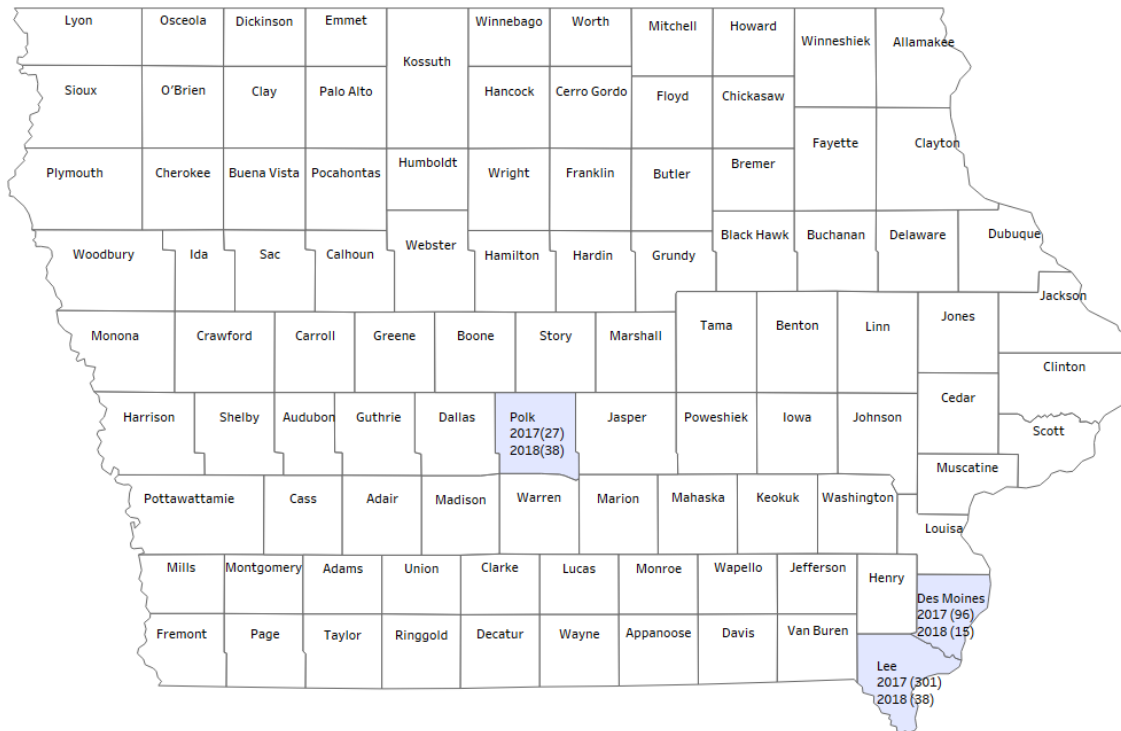 Lyon
Osceola
Dickinson
Emmet
Kossuth
Winnebago
Worth
Mitchell
Howard
Winneshiek
Allamakee
Sioux
O’Brien
Clay
Palo Alto
Hancock
Cerro Gordo
Floyd
Chickasaw
Fayette
Clayton
Plymouth
Cherokee
Buena Vista
Pocahontas
Humboldt
Wright
Franklin
Butler
Bremer
Woodbury
Ida
Sac
Calhoun
Webster
Hamilton
Hardin
Grundy
Black Hawk
Buchanan
Delaware
Dubuque
Jackson
Monona
Crawford
Carroll
Greene
Boone
Story
Marshall
Tama
Benton
Linn
Jones
Clinton
Cedar
Harrison
Shelby
Audubon
Guthrie
Dallas
Polk
2017(27)
2018(38)
Jasper
Poweshiek
Iowa
Johnson
Scott
Muscatine
Pottawattamie
Cass
Adair
Madison
Warren
Marion
Mahaska
Keokuk
Washington
Louisa
Mills
Montgomery
Adams
Union
Clarke
Lucas
Monroe
Wapello
Jefferson
Henry
Des Moines
2017 (96)
2018 (15)
Fremont
Page
Taylor
Ringgold
Decatur
Wayne
Appanoose
Davis
Van Buren
Lee
2017 (301)
2018 (38)